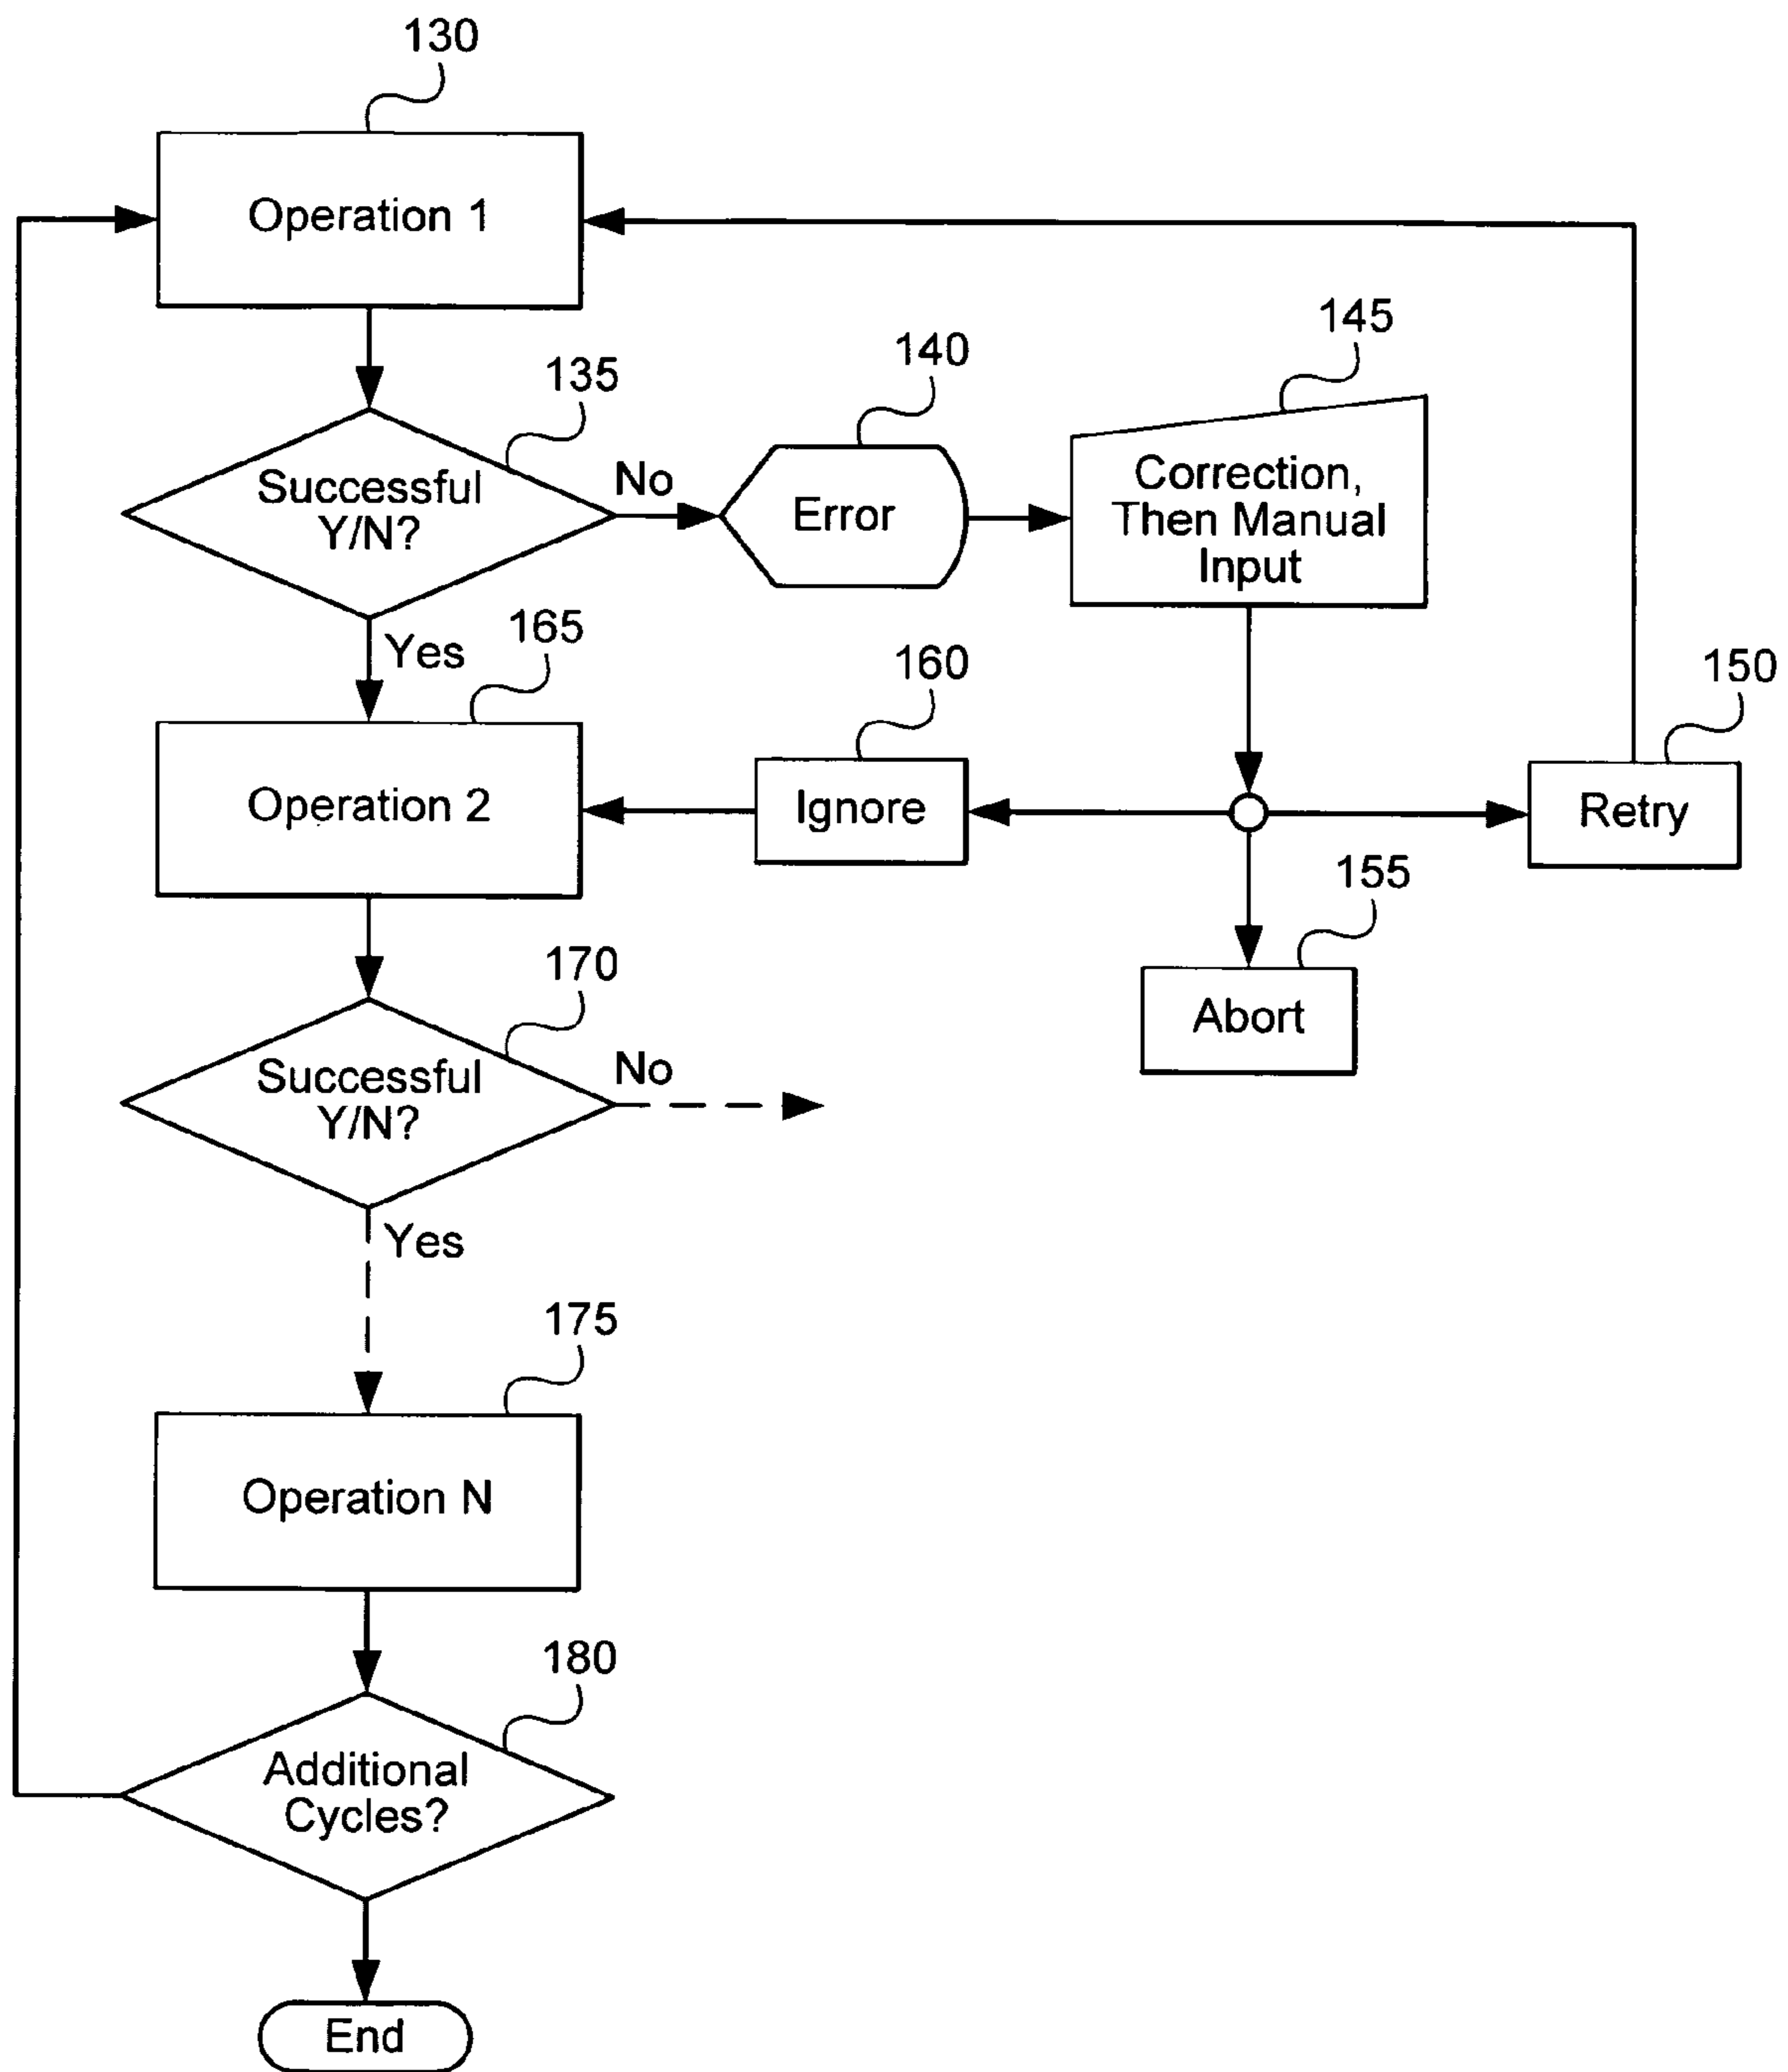 130
Operation 1
135
140
145
Successful
Y/N?
No
Error
Correction,
Then Manual
Input
Yes
165
160
150
Operation 2
Ignore
Retry
155
Abort
170
Successful
Y/N?
No
Yes
175
Operation N
180
Additional
Cycles?
End